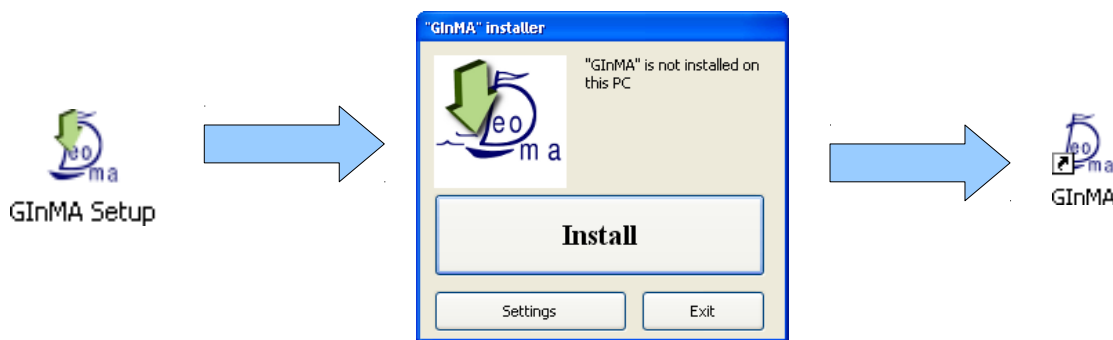 eo
ma
GInMA Setup
"GInMA" installer
"GInMA" is not installed on
this PC
eo
m a
Install
Settings
Exit
eo
ma
GInMA